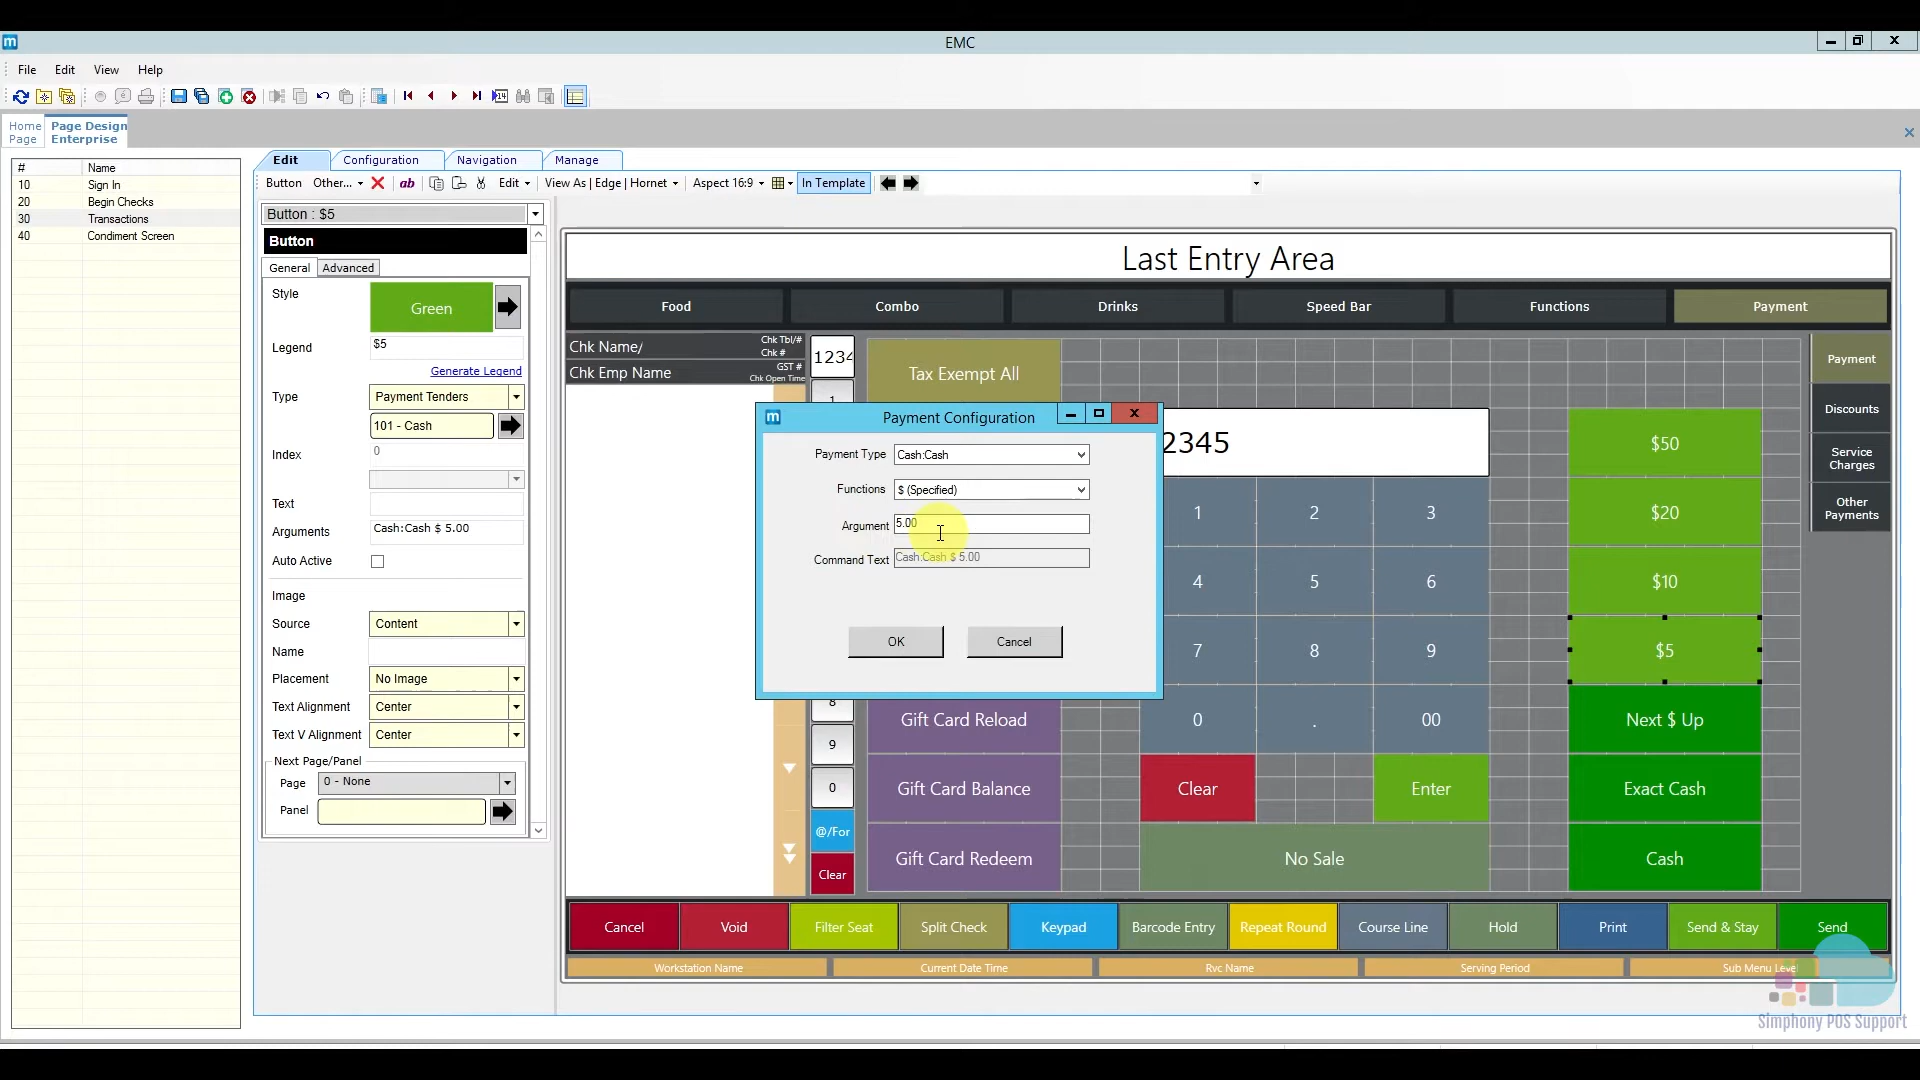 EMC
File Edit View Help
Home Page
Page Design Enterprise
# Name
10 Sign In
20 Begin Checks
30 Transactions
40 Condiment Screen
Edit Configuration Navigation Manage
Button Other... ab Edit View As | Edge | Hornet Aspect 16:9 In Template
Button : $5
Button
General Advanced
Style Green
Legend $5
Generate Legend
Type Payment Tenders
101 - Cash
Index 0
Text
Arguments Cash:Cash $ 5.00
Auto Active
Image
Source Content
Name
Placement No Image
Text Alignment Center
Text V Alignment Center
Next Page/Panel
Page 0 - None
Panel
Last Entry Area
Food Combo Drinks Speed Bar Functions Payment
Chk Name/ Chk Tbl/#
Chk #
Chk Emp Name GST #
Chk Open Time
1234
1
8
9
0
@/For
Clear
Tax Exempt All
Gift Card Reload
Gift Card Balance
Gift Card Redeem
Payment Configuration
Payment Type Cash:Cash
Functions $ (Specified)
Argument 5.00
Command Text Cash:Cash $ 5.00
OK Cancel
2345
1 2 3
4 5 6
7 8 9
0 . 00
Clear Enter
No Sale
$50
$20
$10
$5
Next $ Up
Exact Cash
Cash
Payment
Discounts
Service Charges
Other Payments
Cancel Void Filter Seat Split Check Keypad Barcode Entry Repeat Round Course Line Hold Print Send & Stay Send
Workstation Name Current Date Time Rvc Name Serving Period Sub Menu Level
Simphony POS Support